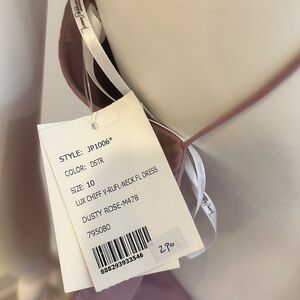 STYLE: JP1006*
COLOR: DSTR
SIZE: 10
LUX CHIFF V-RUFL-NECK FL DRESS
DUSTY ROSE-M478
795080
888293933546
290